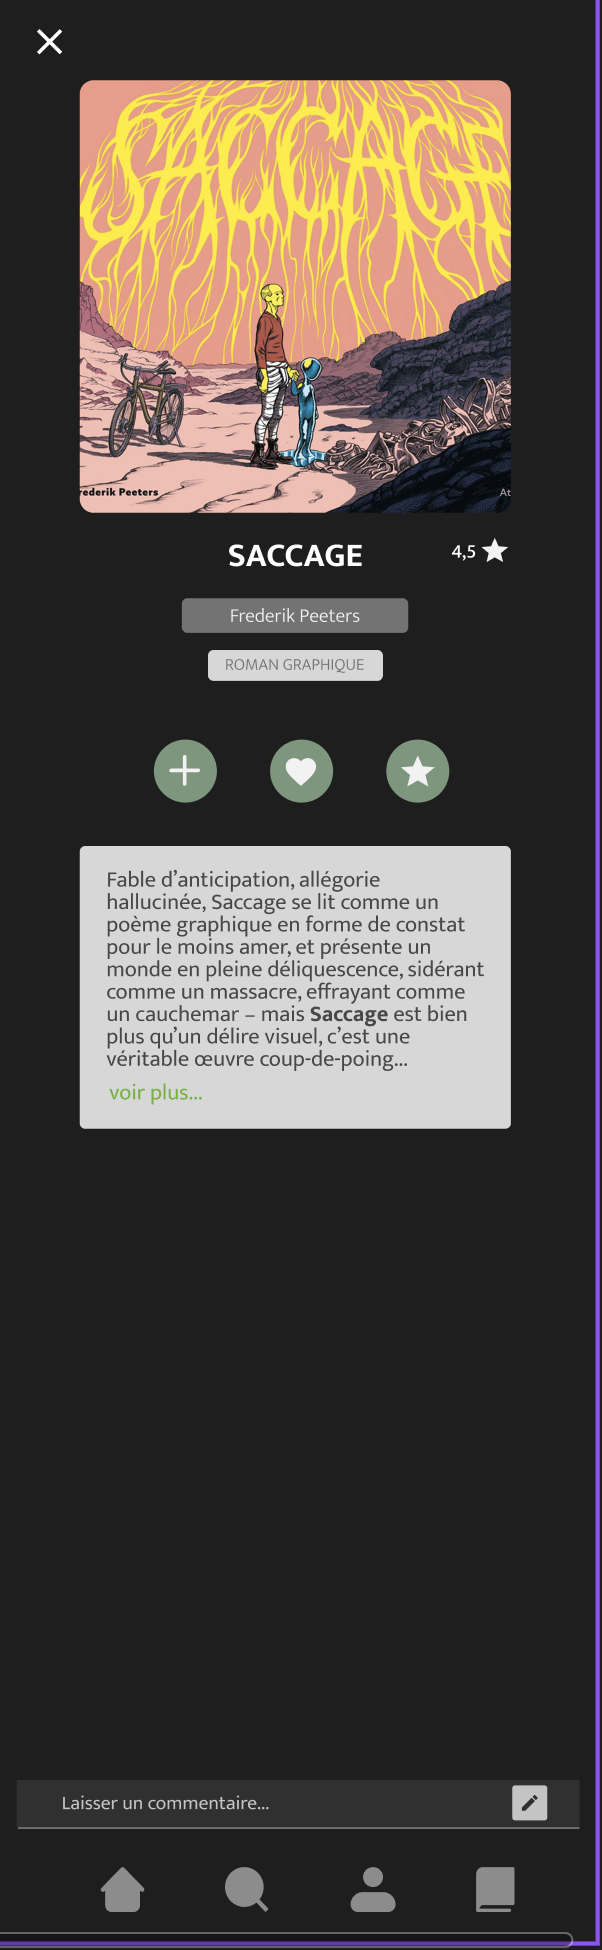 SACCAGE
rederik Peeters
At
SACCAGE
4,5
Frederik Peeters
ROMAN GRAPHIQUE
Fable d’anticipation, allégorie
hallucinée, Saccage se lit comme un
poème graphique en forme de constat
pour le moins amer, et présente un
monde en pleine déliquescence, sidérant
comme un massacre, effrayant comme
un cauchemar – mais Saccage est bien
plus qu’un délire visuel, c’est une
véritable œuvre coup-de-poing...
voir plus...
Laisser un commentaire...